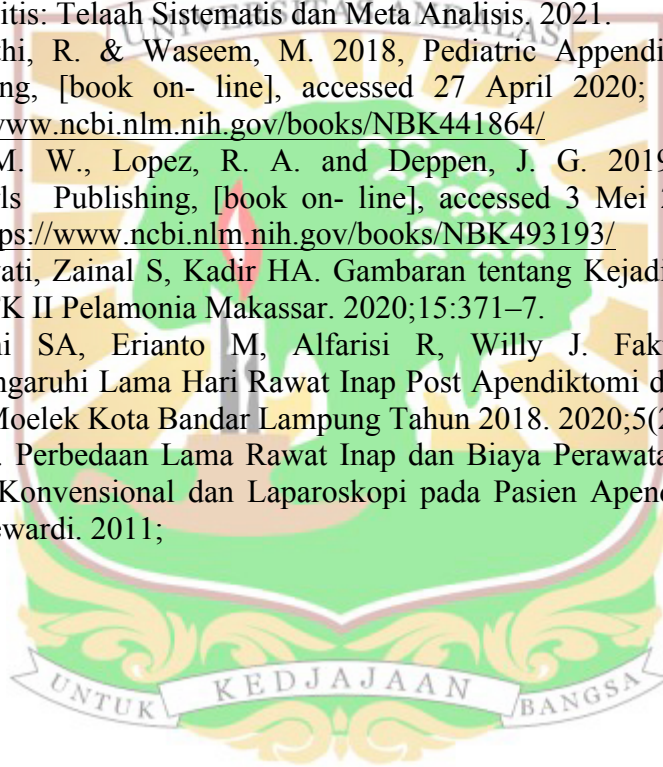 itis: Telaah Sistematis dan Meta Analisis. 2021.
UNIVERSITAS ANDALAS
thi, R. & Waseem, M. 2018, Pediatric Appendi
ng, [book on- line], accessed 27 April 2020;
www.ncbi.nlm.nih.gov/books/NBK441864/
M. W., Lopez, R. A. and Deppen, J. G. 2019
ls Publishing, [book on- line], accessed 3 Mei
ps://www.ncbi.nlm.nih.gov/books/NBK493193/
ati, Zainal S, Kadir HA. Gambaran tentang Kejadi
K II Pelamonia Makassar. 2020;15:371–7.
i SA, Erianto M, Alfarisi R, Willy J. Fak
ngaruhi Lama Hari Rawat Inap Post Apendiktomi d
Moelek Kota Bandar Lampung Tahun 2018. 2020;5(2
. Perbedaan Lama Rawat Inap dan Biaya Perawata
Konvensional dan Laparoskopi pada Pasien Apend
ewardi. 2011;
UNTUK KEDJAJAAN BANGSA